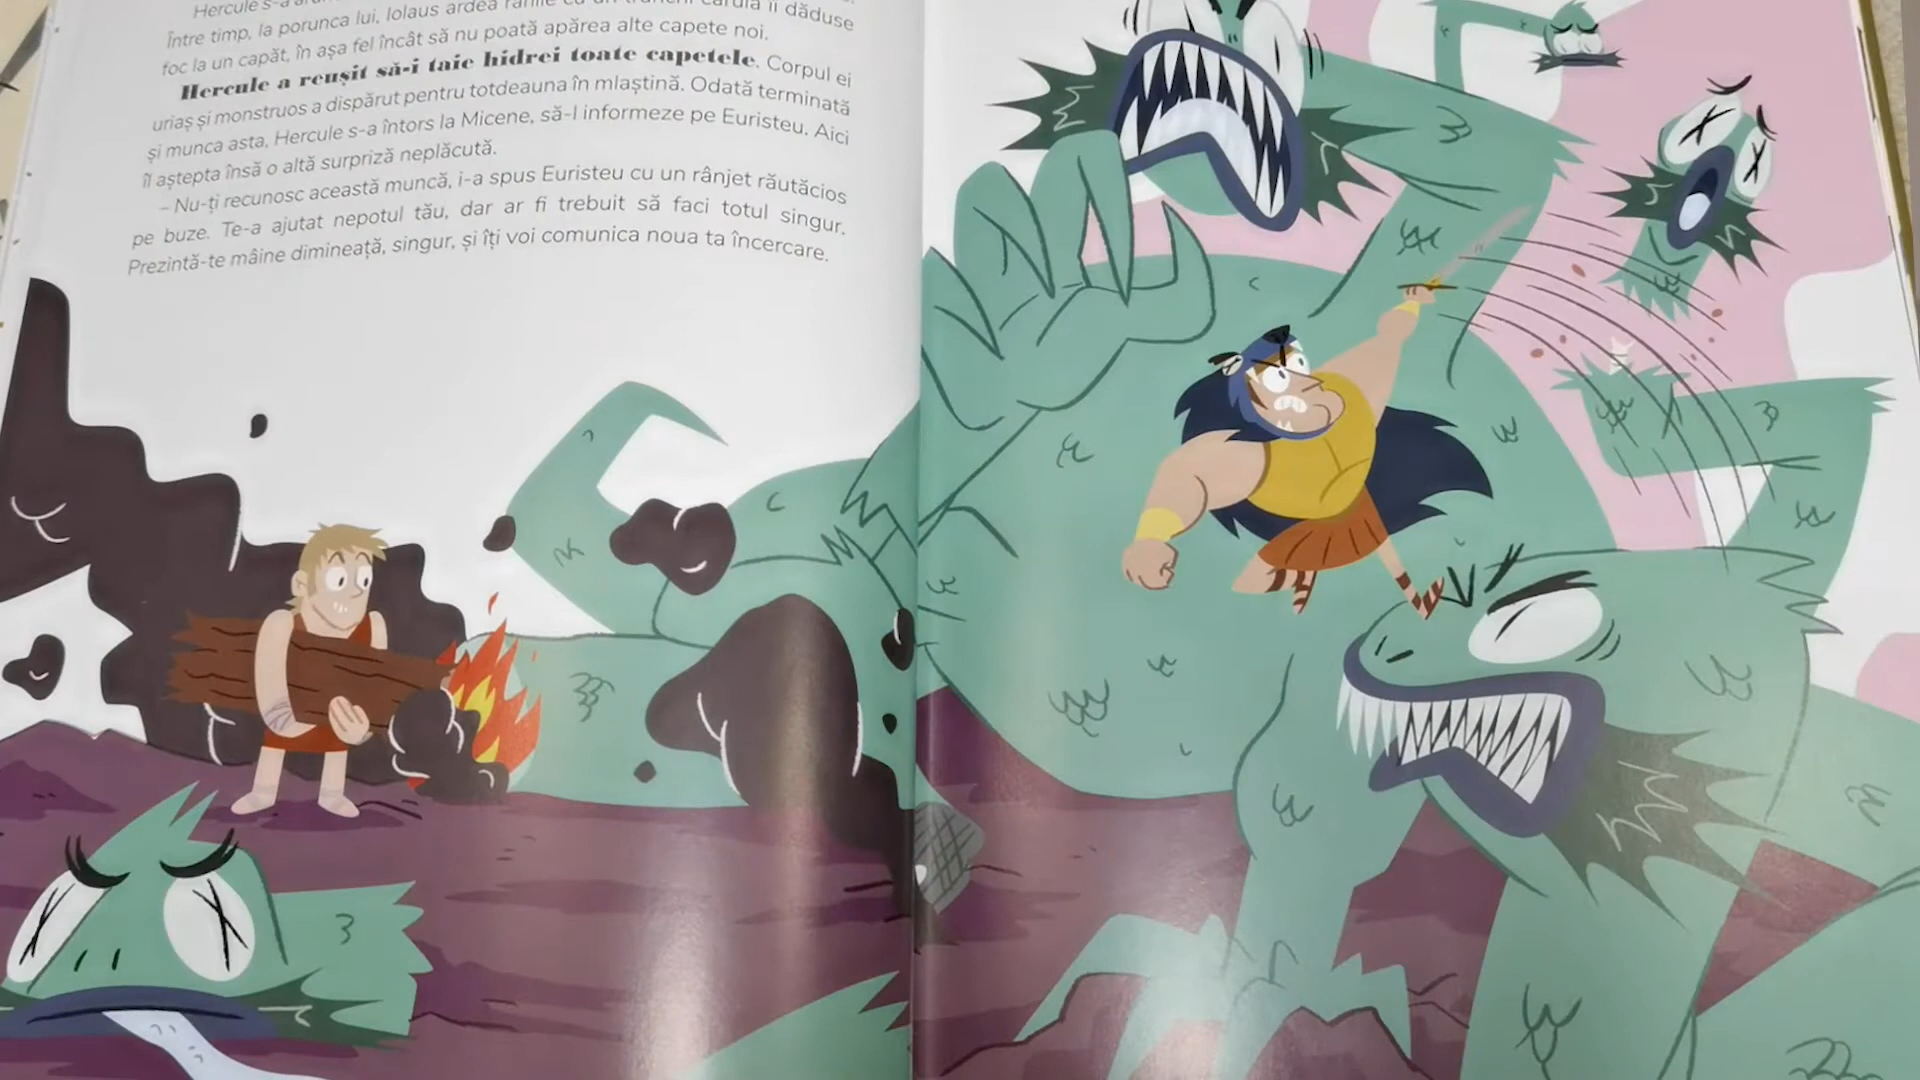 Hercule s-a
Între timp, la porunca lui, Iolaus ardea rănile cu un trunchi căruia îi dăduse
foc la un capăt, în așa fel încât să nu poată apărea alte capete noi.
Hercule a reușit să-i taie hidrei toate capetele. Corpul ei
uriaș și monstruos a dispărut pentru totdeauna în mlaștină. Odată terminată
și munca asta, Hercule s-a întors la Micene, să-l informeze pe Euristeu. Aici
îl aștepta însă o altă surpriză neplăcută.
– Nu-ți recunosc această muncă, i-a spus Euristeu cu un rânjet răutăcios
pe buze. Te-a ajutat nepotul tău, dar ar fi trebuit să faci totul singur.
Prezintă-te mâine dimineață, singur, și îți voi comunica noua ta încercare.